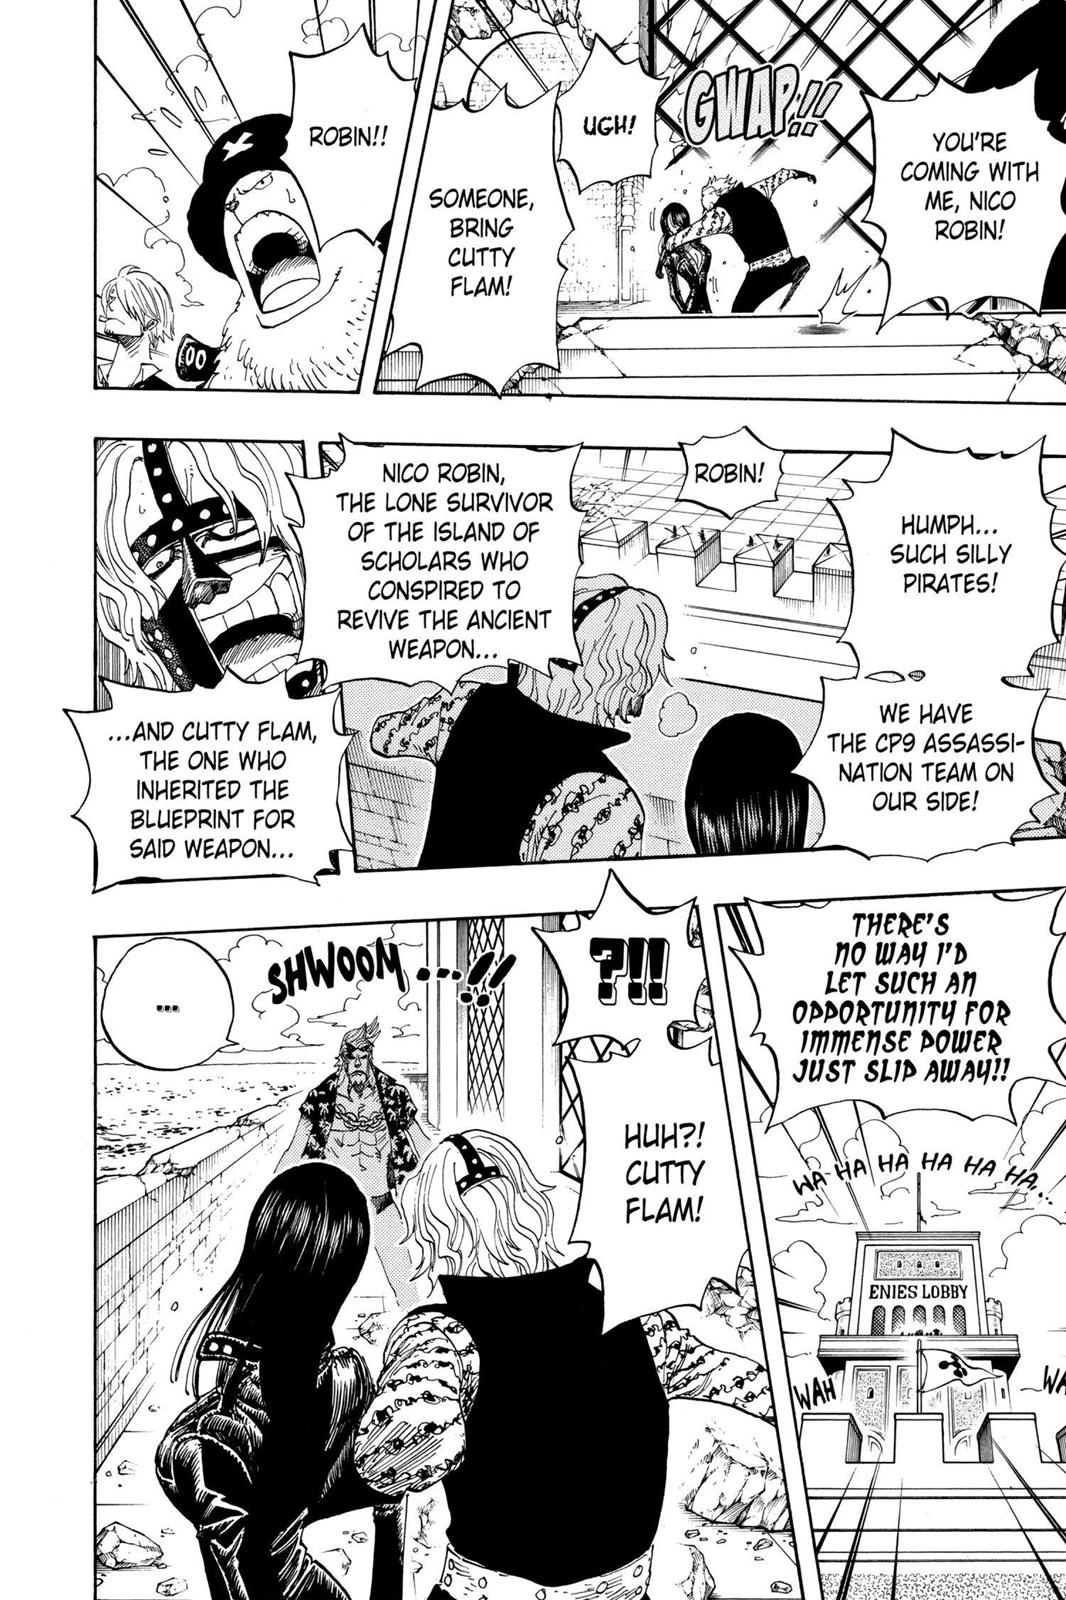 YOU'RE
COMING WITH
ME, NICO
ROBIN!
GWAP!!
UGH!
SOMEONE,
BRING
CUTTY
FLAM!
ROBIN!!
HUMPH...
SUCH SILLY
PIRATES!
WE HAVE
THE CP9 ASSASSI-
NATION TEAM ON
OUR SIDE!
ROBIN!
NICO ROBIN,
THE LONE SURVIVOR
OF THE ISLAND OF
SCHOLARS WHO
CONSPIRED TO
REVIVE THE ANCIENT
WEAPON...
...AND CUTTY FLAM,
THE ONE WHO
INHERITED THE
BLUEPRINT FOR
SAID WEAPON...
THERE'S
NO WAY I'D
LET SUCH AN
OPPORTUNITY FOR
IMMENSE POWER
JUST SLIP AWAY!!
WA HA HA HA HA HA...
ENIES LOBBY
WAH
WA
?!!
HUH?!
CUTTY
FLAM!
SHWOOM...!!
...